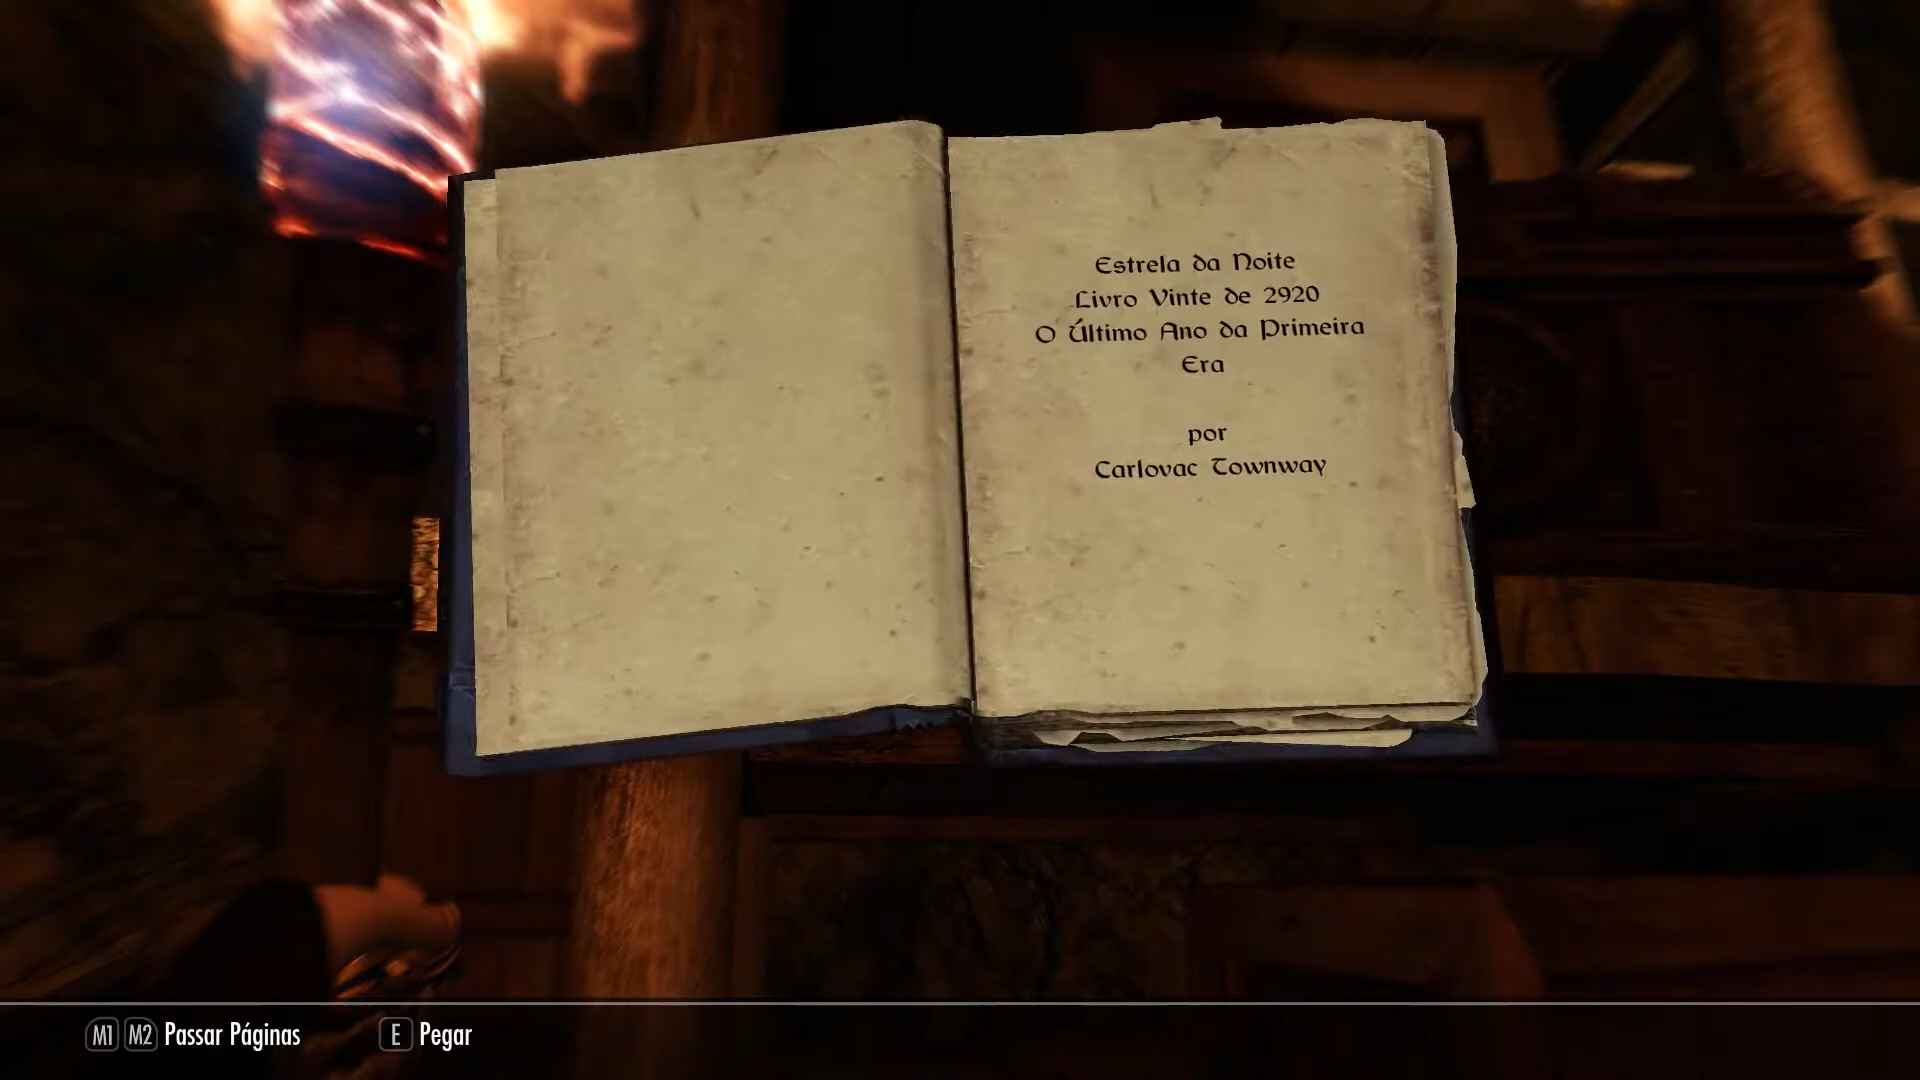 Estrela da Noite
Livro Vinte de 2920
O Último Ano da Primeira
Era
por
Carlovac Townway
M1 M2 Passar Páginas E Pegar